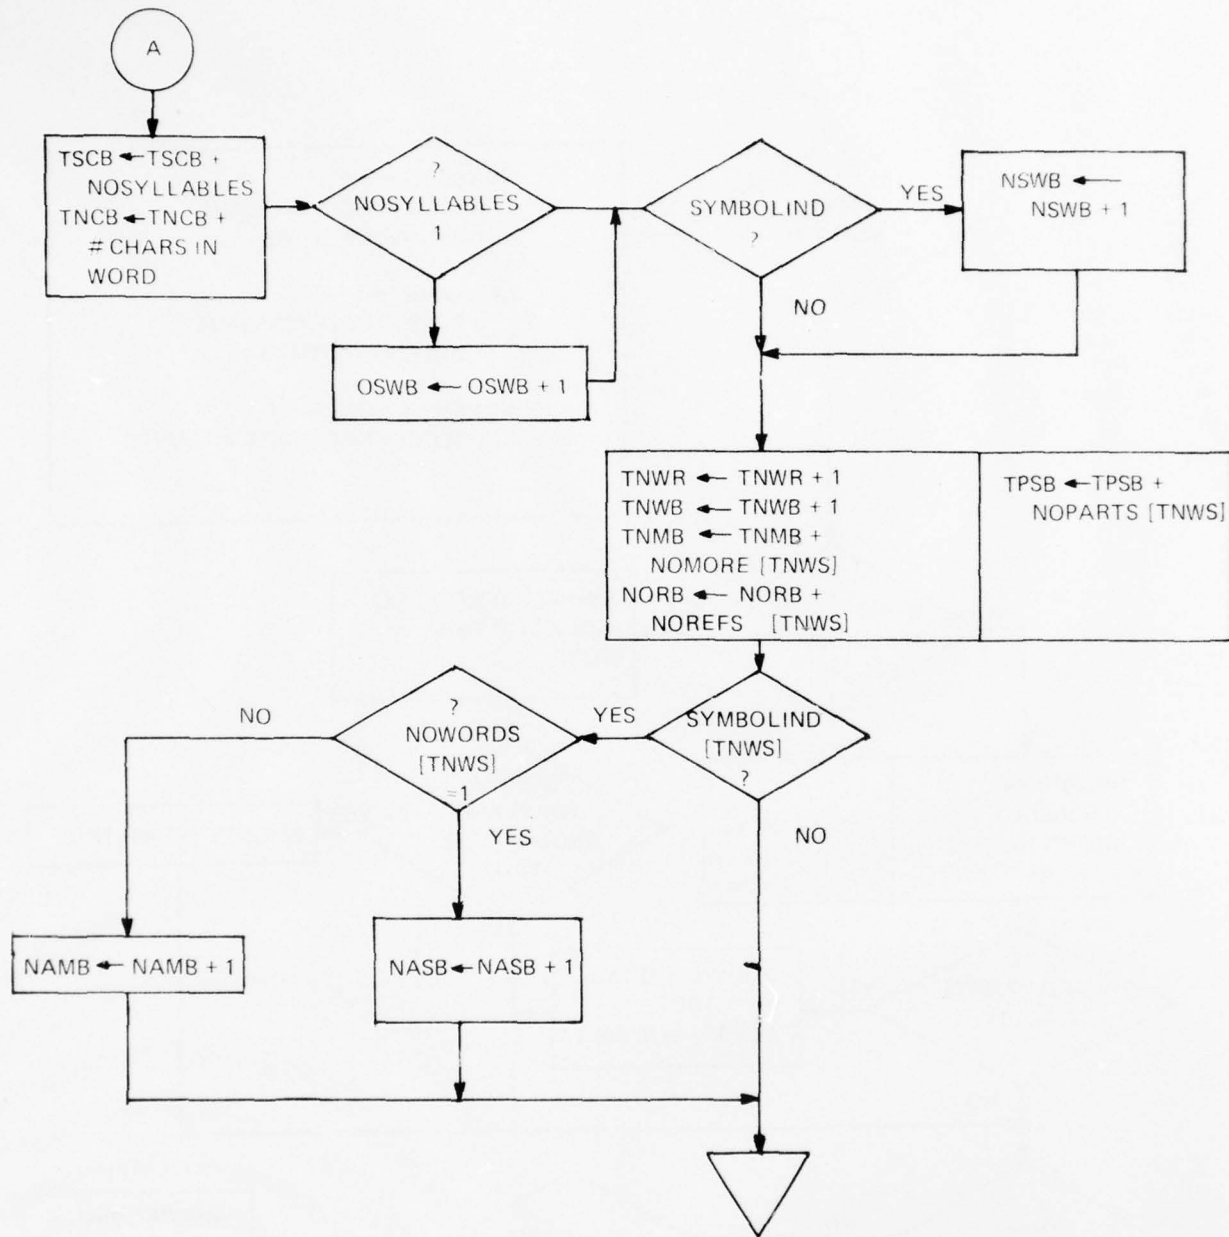 A
TSCB ← TSCB +
NOSYLLABLES
TNCB ← TNCB +
# CHARS IN
WORD
?
NOSYLLABLES
1
OSWB ← OSWB + 1
SYMBOLIND
?
YES
NO
NSWB ←
NSWB + 1
TNWR ← TNWR + 1
TNWB ← TNWB + 1
TNMB ← TNMB +
NOMORE [TNWS]
NORB ← NORB +
NOREFS [TNWS]
TPSB ← TPSB +
NOPARTS [TNWS]
SYMBOLIND
[TNWS]
?
YES
NO
?
NOWORDS
[TNWS]
=1
NO
YES
NAMB ← NAMB + 1
NASB ← NASB + 1